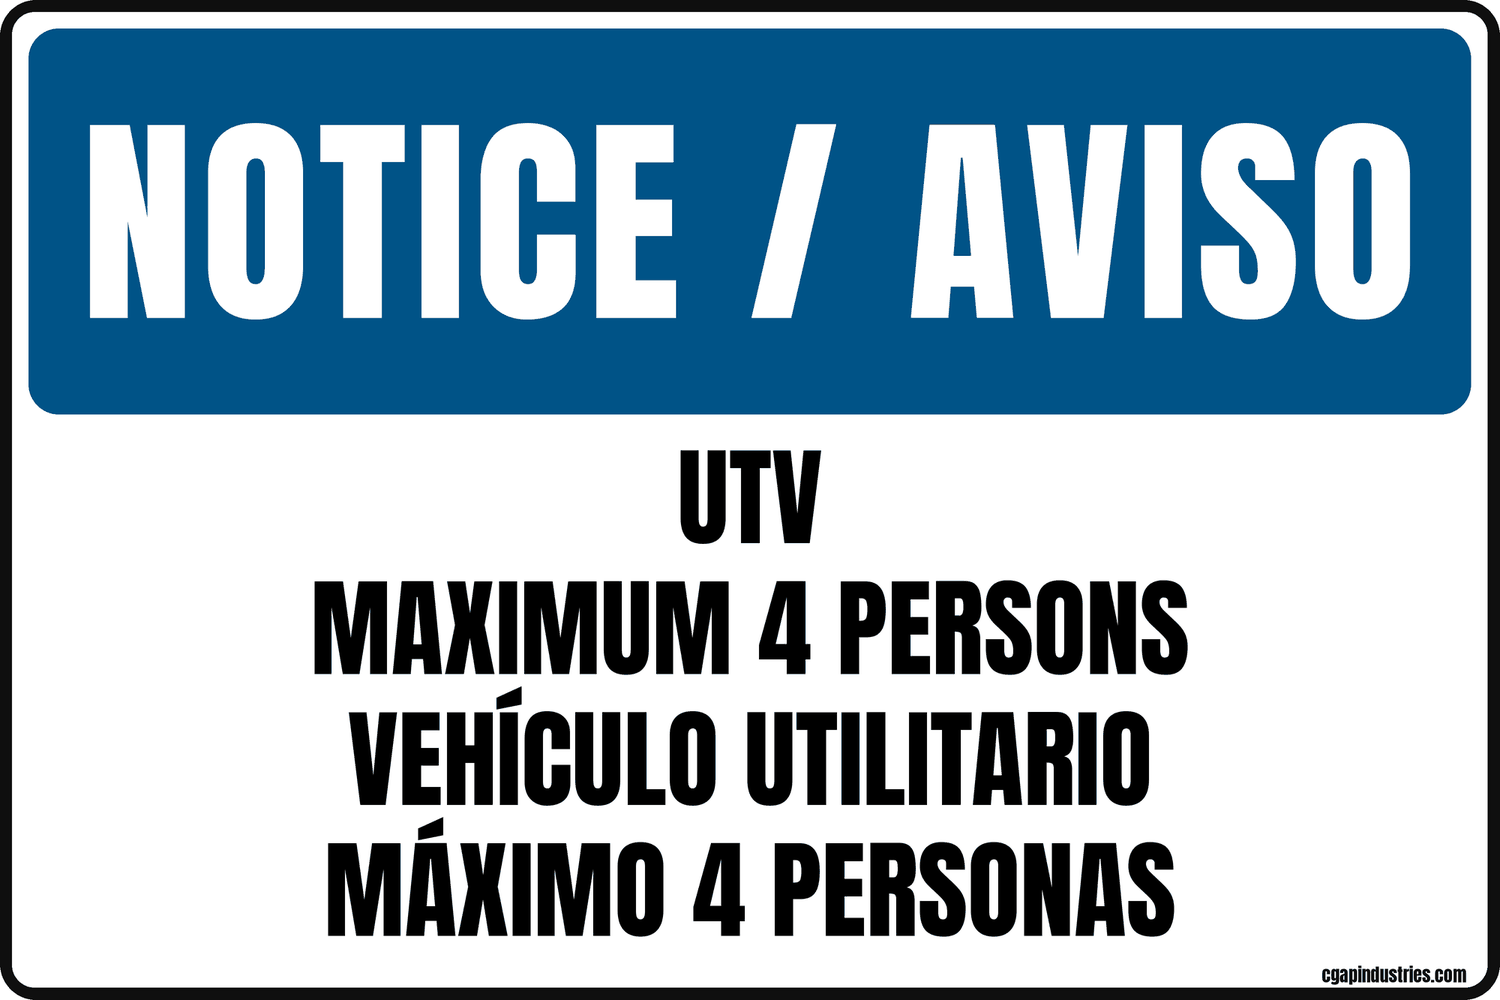 NOTICE / AVISO
UTV
MAXIMUM 4 PERSONS
VEHÍCULO UTILITARIO
MÁXIMO 4 PERSONAS
cgapindustries.com